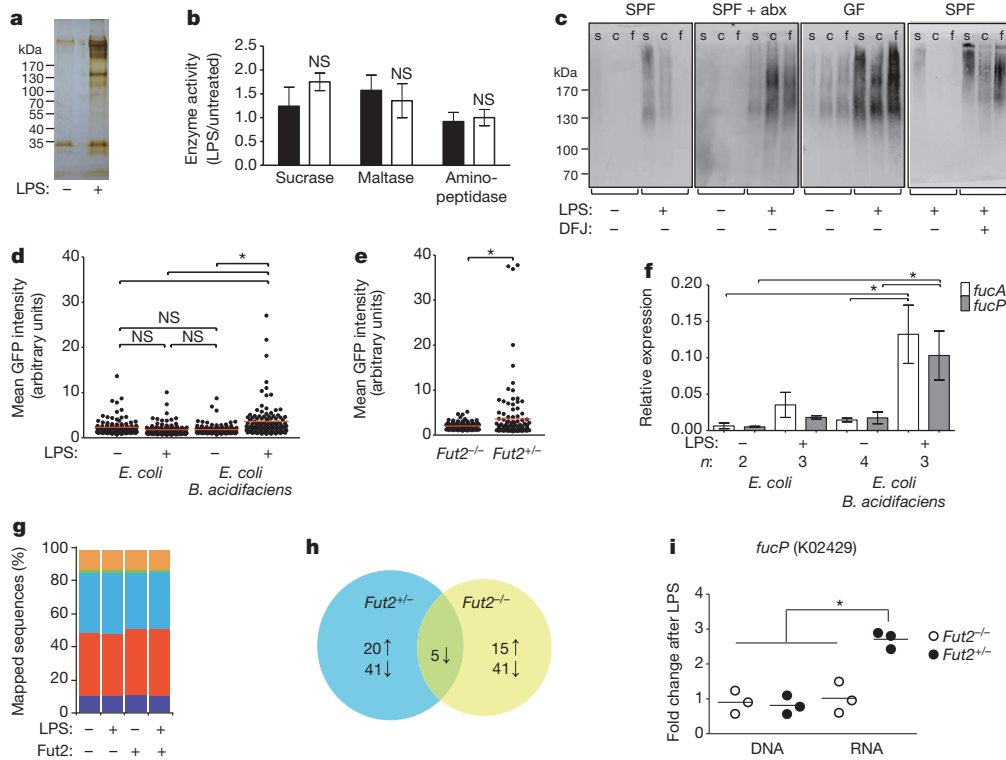 a
kDa
170
130
100
70
55
40
35
LPS: – +
b
Enzyme activity
(LPS/untreated)
2.5
2.0
1.5
1.0
0.5
0.0
NS
NS
NS
Sucrase
Maltase
Amino-
peptidase
c
SPF
SPF + abx
GF
SPF
s c f s c f
s c f s c f
s c f s c f
s c f s c f
kDa
170
130
100
70
LPS: – + – + – + + +
DFJ: – – – – – – – +
d
Mean GFP intensity
(arbitrary units)
40
30
20
10
0
*
NS
NS
NS
LPS: – + – +
E. coli
E. coli
B. acidifaciens
e
Mean GFP intensity
(arbitrary units)
40
30
20
10
0
*
Fut2–/– Fut2+/–
f
Relative expression
0.20
0.15
0.10
0.05
0.00
*
*
fucA
fucP
LPS: – + – +
n: 2 3 4 3
E. coli
E. coli
B. acidifaciens
g
Mapped sequences (%)
100
80
60
40
20
0
LPS: – + – +
Fut2: – – + +
h
Fut2+/–
Fut2–/–
20↑
41↓
5↓
15↑
41↓
i
fucP (K02429)
Fold change after LPS
4
3
2
1
0
*
Fut2–/–
Fut2+/–
DNA
RNA